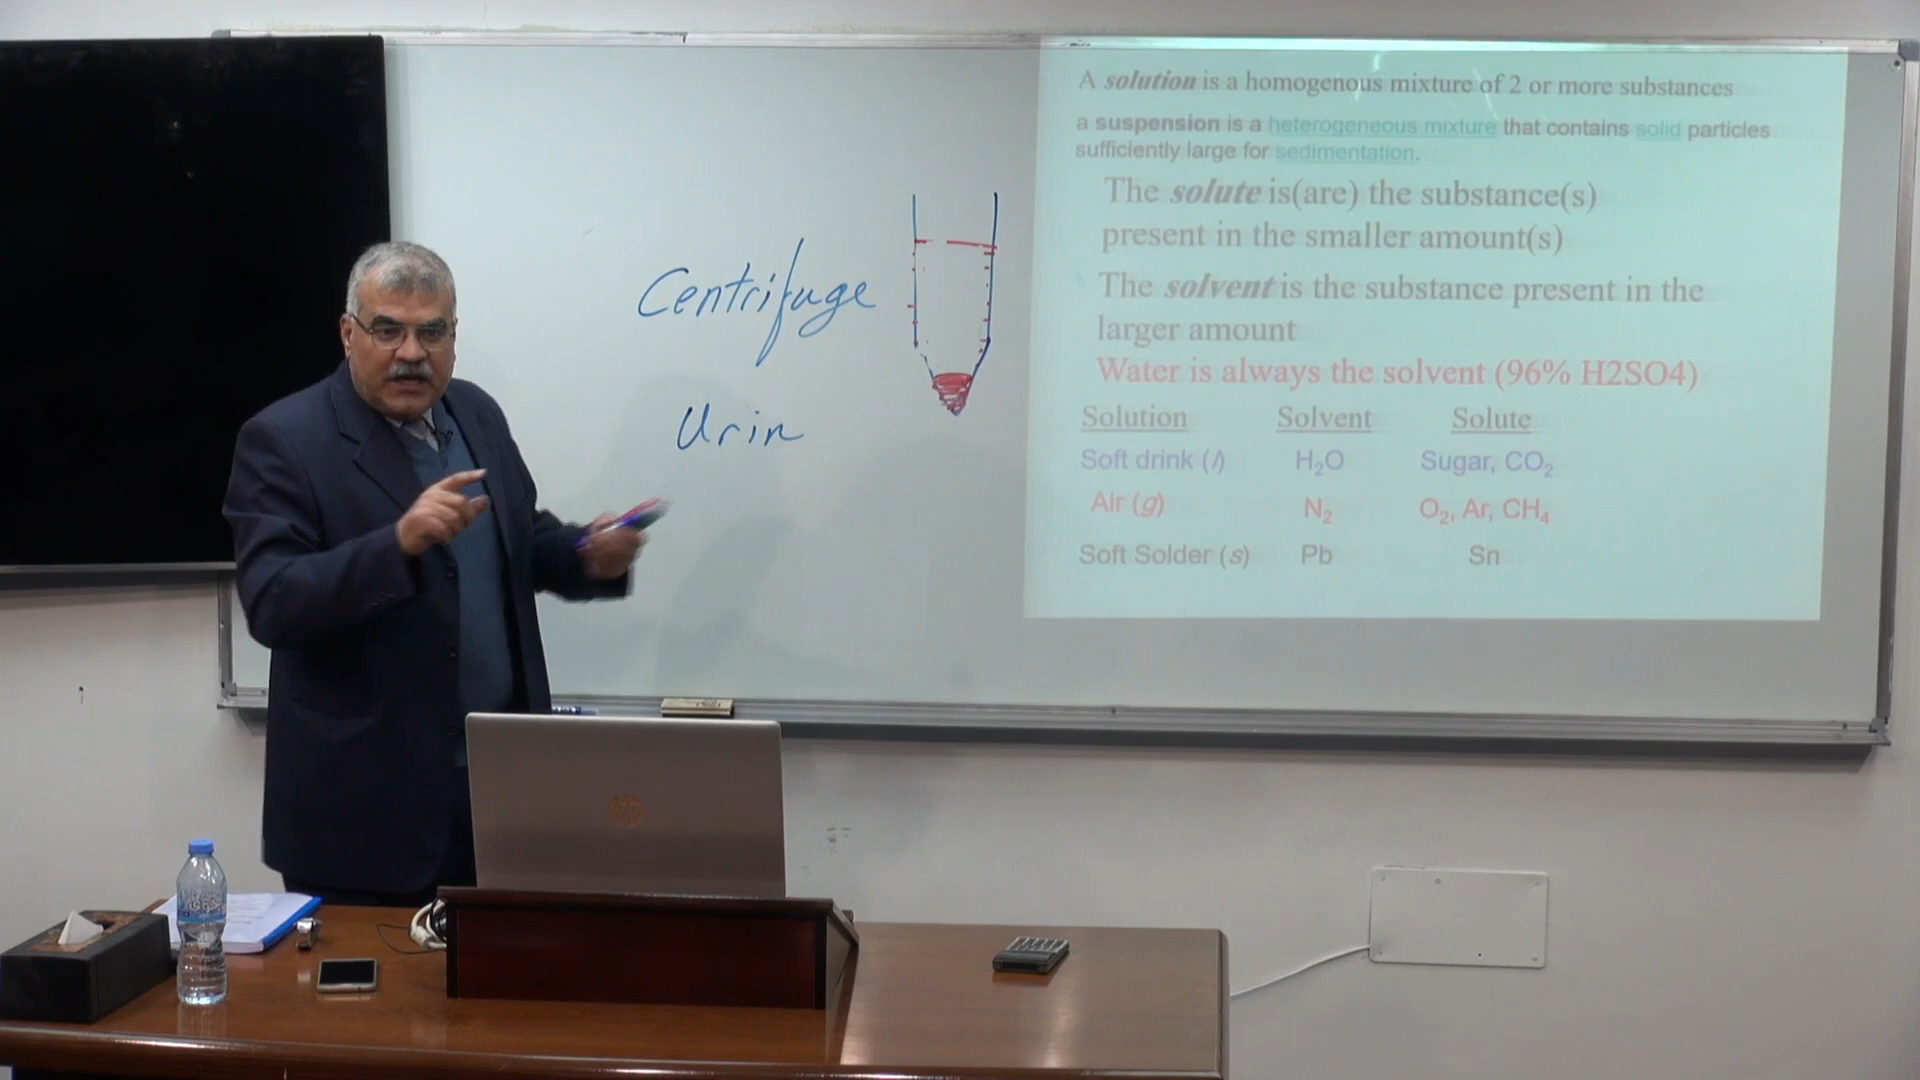 A solution is a homogenous mixture of 2 or more substances
a suspension is a heterogeneous mixture that contains solid particles
sufficiently large for sedimentation.
The solute is(are) the substance(s)
present in the smaller amount(s)
The solvent is the substance present in the
larger amount
Water is always the solvent (96% H2SO4)
Solution Solvent Solute
Soft drink (l) H₂O Sugar, CO₂
Air (g) N₂ O₂, Ar, CH₄
Soft Solder (s) Pb Sn
Centrifuge
Urin
hp